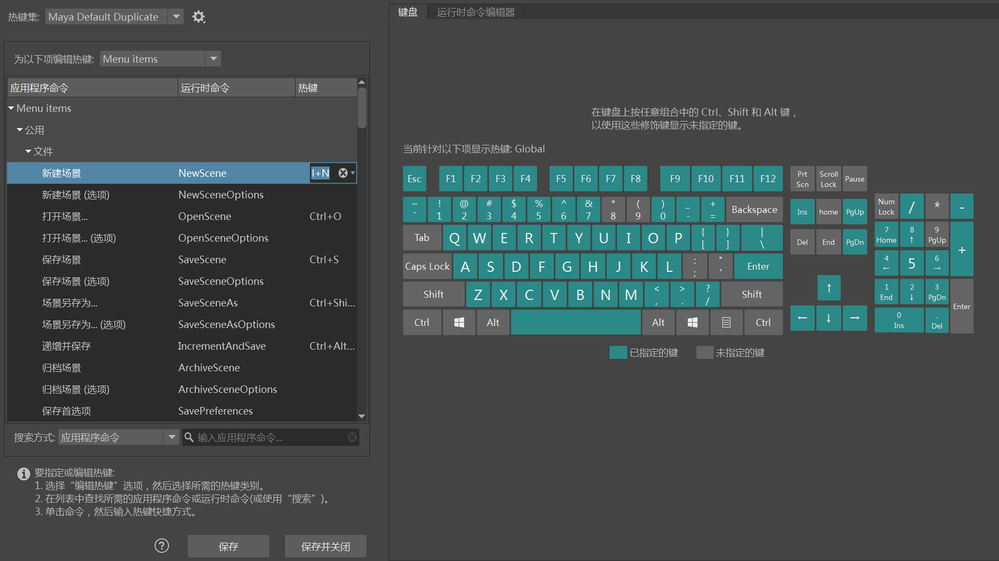 热键集: Maya Default Duplicate
为以下项编辑热键: Menu items
应用程序命令 运行时命令 热键
Menu items
公用
文件
新建场景 NewScene l+N
新建场景 (选项) NewSceneOptions
打开场景... OpenScene Ctrl+O
打开场景... (选项) OpenSceneOptions
保存场景 SaveScene Ctrl+S
保存场景 (选项) SaveSceneOptions
场景另存为... SaveSceneAs Ctrl+Shi...
场景另存为... (选项) SaveSceneAsOptions
递增并保存 IncrementAndSave Ctrl+Alt...
归档场景 ArchiveScene
归档场景 (选项) ArchiveSceneOptions
保存首选项 SavePreferences
搜索方式: 应用程序命令 输入应用程序命令...
要指定或编辑热键:
1. 选择“编辑热键”选项，然后选择所需的热键类别。
2. 在列表中查找所需的应用程序命令或运行时命令(或使用“搜索”)。
3. 单击命令，然后输入热键快捷方式。
? 保存 保存并关闭
键盘 运行时命令编辑器
在键盘上按任意组合中的 Ctrl、Shift 和 Alt 键，
以使用这些修饰键显示未指定的键。
当前针对以下项显示热键: Global
Esc F1 F2 F3 F4 F5 F6 F7 F8 F9 F10 F11 F12 Prt Scn Scroll Lock Pause
~ ` ! 1 @ 2 # 3 $ 4 % 5 ^ 6 & 7 * 8 ( 9 ) 0 _ - + = Backspace Ins home PgUp Num Lock / * -
Tab Q W E R T Y U I O P { [ } ] | \ Del End PgDn 7 Home 8 ↑ 9 PgUp +
Caps Lock A S D F G H J K L : ; " ' Enter 4 ← 5 6 →
Shift Z X C V B N M < , > . ? / Shift ↑ 1 End 2 ↓ 3 PgDn Enter
Ctrl Alt Alt Ctrl ← ↓ → 0 Ins . Del
已指定的键 未指定的键